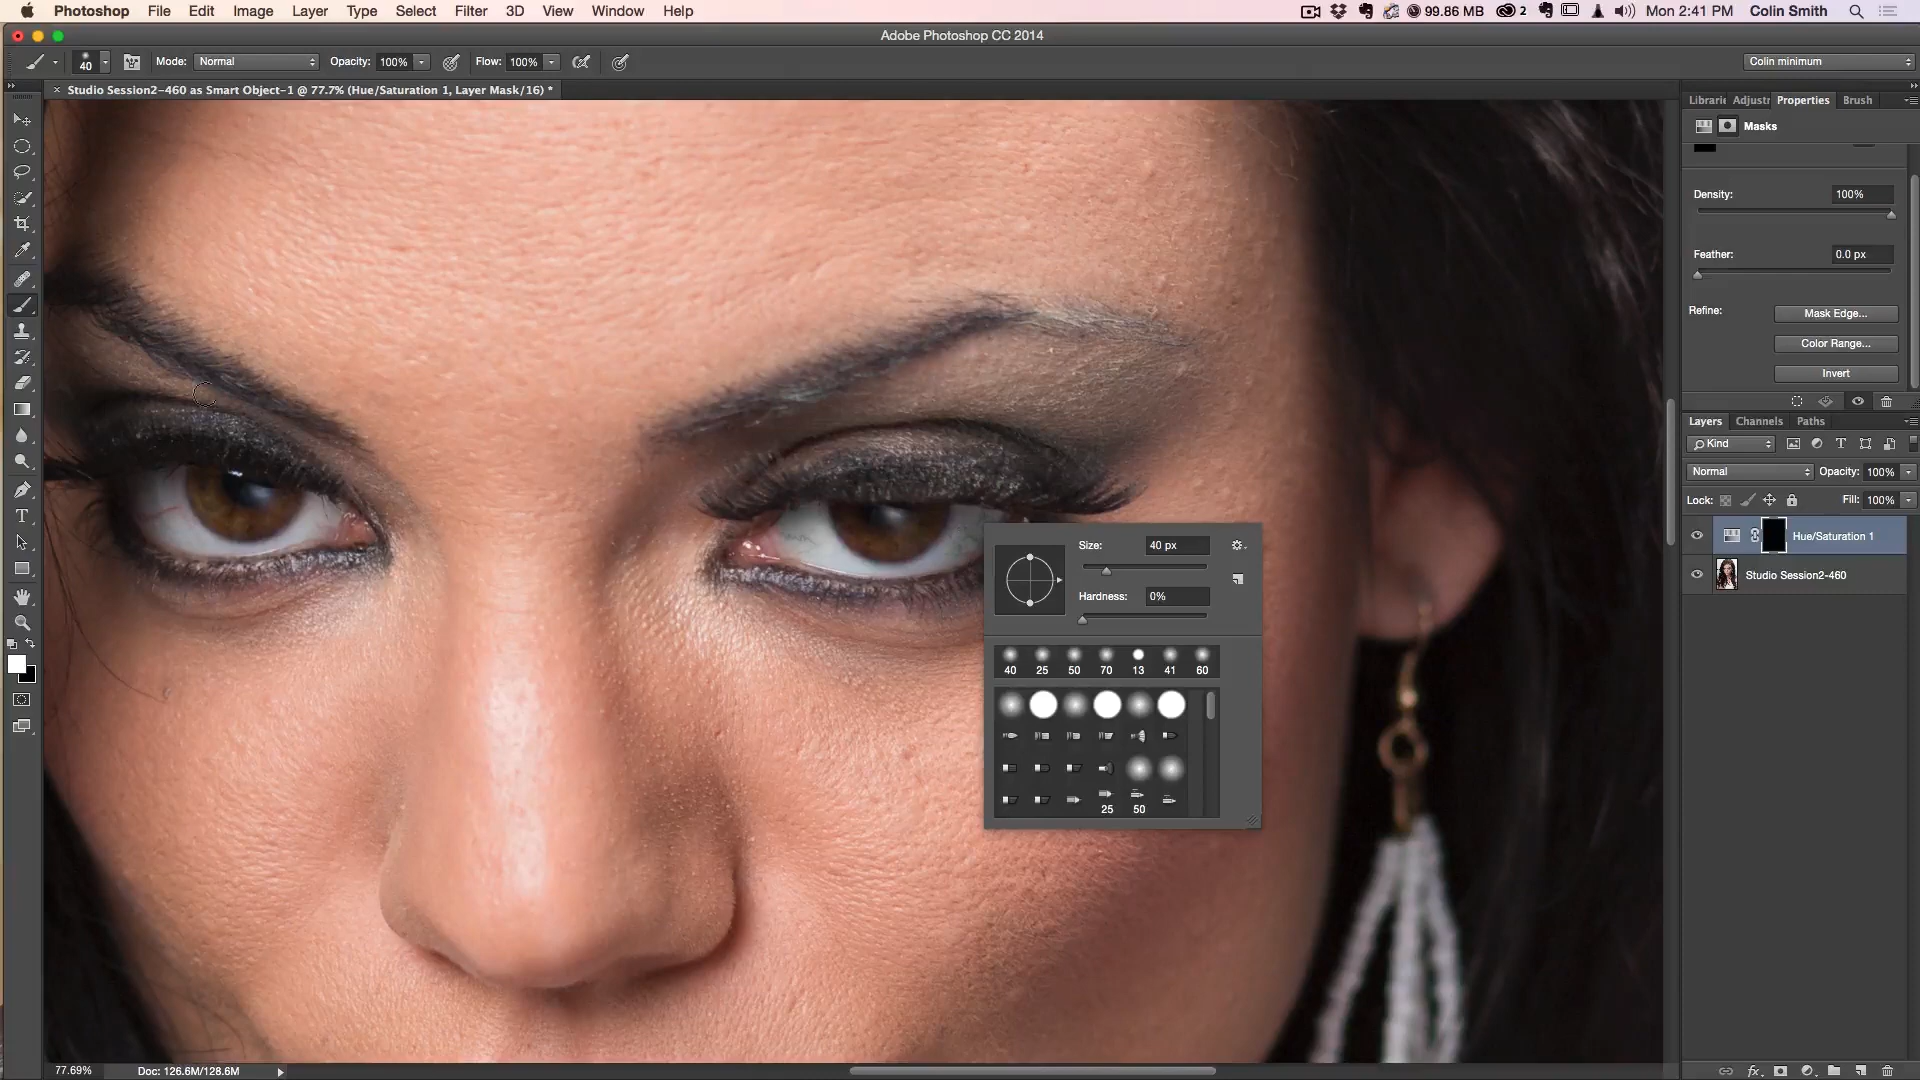 Photoshop File Edit Image Layer Type Select Filter 3D View Window Help 99.86 MB 2 Mon 2:41 PM Colin Smith
Adobe Photoshop CC 2014
40 Mode: Normal Opacity: 100% Flow: 100% Colin minimum
× Studio Session2-460 as Smart Object-1 @ 77.7% (Hue/Saturation 1, Layer Mask/16) *
Librari Adjustr Properties Brush
Masks
Density: 100%
Feather: 0.0 px
Refine: Mask Edge...
Color Range...
Invert
Layers Channels Paths
Kind
Normal Opacity: 100%
Lock: Fill: 100%
Hue/Saturation 1
Studio Session2-460
Size: 40 px
Hardness: 0%
40 25 50 70 13 41 60
25 50
77.69% Doc: 126.6M/128.6M